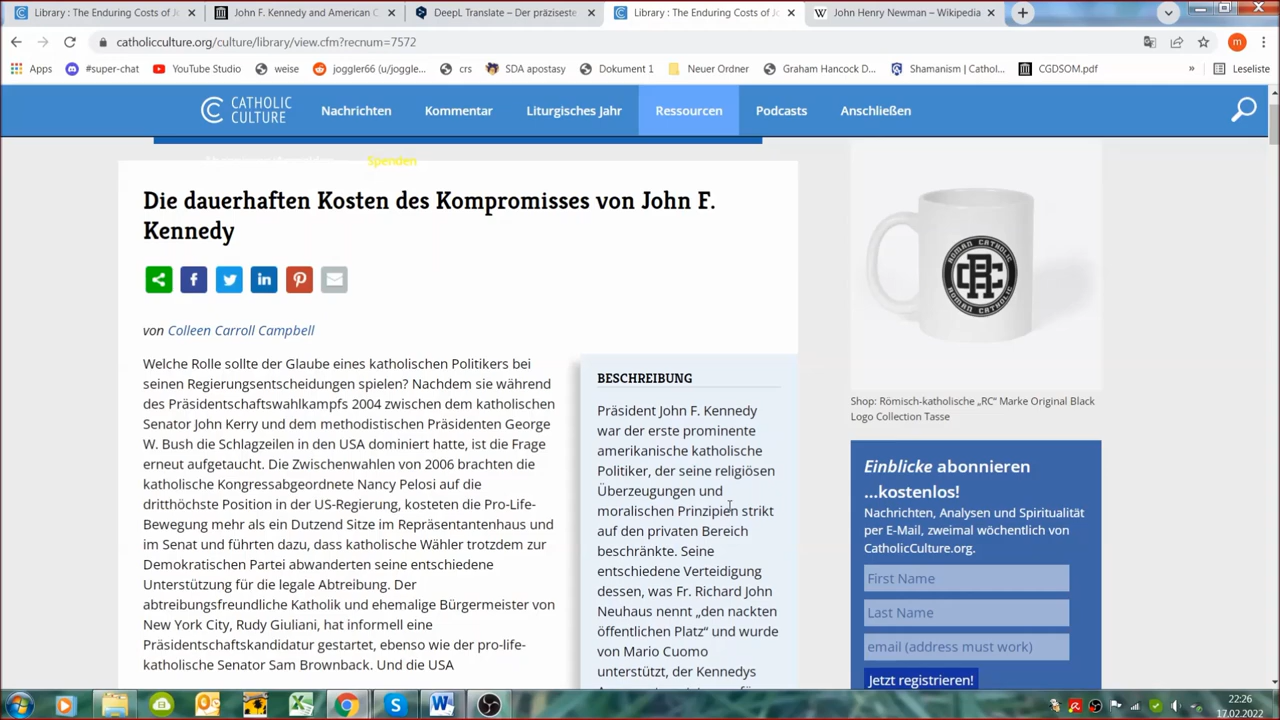 Library : The Enduring Costs of Jo
John F. Kennedy and American C
DeepL Translate – Der präziseste
Library : The Enduring Costs of Jo
John Henry Newman – Wikipedia
catholicculture.org/culture/library/view.cfm?recnum=7572
Apps
#super-chat
YouTube Studio
weise
joggler66 (u/joggle...
crs
SDA apostasy
Dokument 1
Neuer Ordner
Graham Hancock D...
Shamanism | Cathol...
CGDSOM.pdf
»
Leseliste
CATHOLIC
CULTURE
Nachrichten
Kommentar
Liturgisches Jahr
Ressourcen
Podcasts
Anschließen
Spenden
Die dauerhaften Kosten des Kompromisses von John F.
Kennedy
von Colleen Carroll Campbell
Welche Rolle sollte der Glaube eines katholischen Politikers bei
seinen Regierungsentscheidungen spielen? Nachdem sie während
des Präsidentschaftswahlkampfs 2004 zwischen dem katholischen
Senator John Kerry und dem methodistischen Präsidenten George
W. Bush die Schlagzeilen in den USA dominiert hatte, ist die Frage
erneut aufgetaucht. Die Zwischenwahlen von 2006 brachten die
katholische Kongressabgeordnete Nancy Pelosi auf die
dritthöchste Position in der US-Regierung, kosteten die Pro-Life-
Bewegung mehr als ein Dutzend Sitze im Repräsentantenhaus und
im Senat und führten dazu, dass katholische Wähler trotzdem zur
Demokratischen Partei abwanderten seine entschiedene
Unterstützung für die legale Abtreibung. Der
abtreibungsfreundliche Katholik und ehemalige Bürgermeister von
New York City, Rudy Giuliani, hat informell eine
Präsidentschaftskandidatur gestartet, ebenso wie der pro-life-
katholische Senator Sam Brownback. Und die USA
BESCHREIBUNG
Präsident John F. Kennedy
war der erste prominente
amerikanische katholische
Politiker, der seine religiösen
Überzeugungen und
moralischen Prinzipien strikt
auf den privaten Bereich
beschränkte. Seine
entschiedene Verteidigung
dessen, was Fr. Richard John
Neuhaus nennt „den nackten
öffentlichen Platz“ und wurde
von Mario Cuomo
unterstützt, der Kennedys
ROMAN CATHOLIC
RC
ROMAN CATHOLIC
Shop: Römisch-katholische „RC“ Marke Original Black
Logo Collection Tasse
Einblicke abonnieren
...kostenlos!
Nachrichten, Analysen und Spiritualität
per E-Mail, zweimal wöchentlich von
CatholicCulture.org.
First Name
Last Name
email (address must work)
Jetzt registrieren!
22:26
17.02.2022